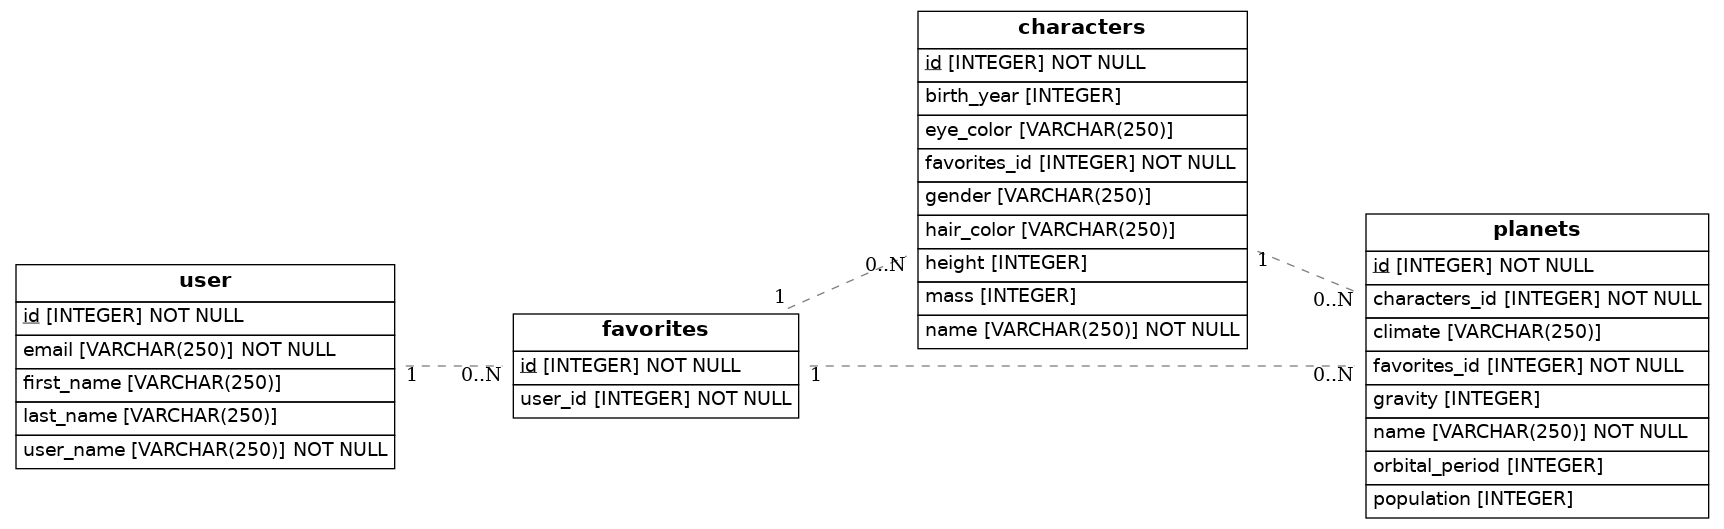 characters
id [INTEGER] NOT NULL
birth_year [INTEGER]
eye_color [VARCHAR(250)]
favorites_id [INTEGER] NOT NULL
gender [VARCHAR(250)]
hair_color [VARCHAR(250)]
height [INTEGER]
mass [INTEGER]
name [VARCHAR(250)] NOT NULL
planets
id [INTEGER] NOT NULL
characters_id [INTEGER] NOT NULL
climate [VARCHAR(250)]
favorites_id [INTEGER] NOT NULL
gravity [INTEGER]
name [VARCHAR(250)] NOT NULL
orbital_period [INTEGER]
population [INTEGER]
user
id [INTEGER] NOT NULL
email [VARCHAR(250)] NOT NULL
first_name [VARCHAR(250)]
last_name [VARCHAR(250)]
user_name [VARCHAR(250)] NOT NULL
favorites
id [INTEGER] NOT NULL
user_id [INTEGER] NOT NULL
0..N
1
1
0..N
1
0..N
1
0..N